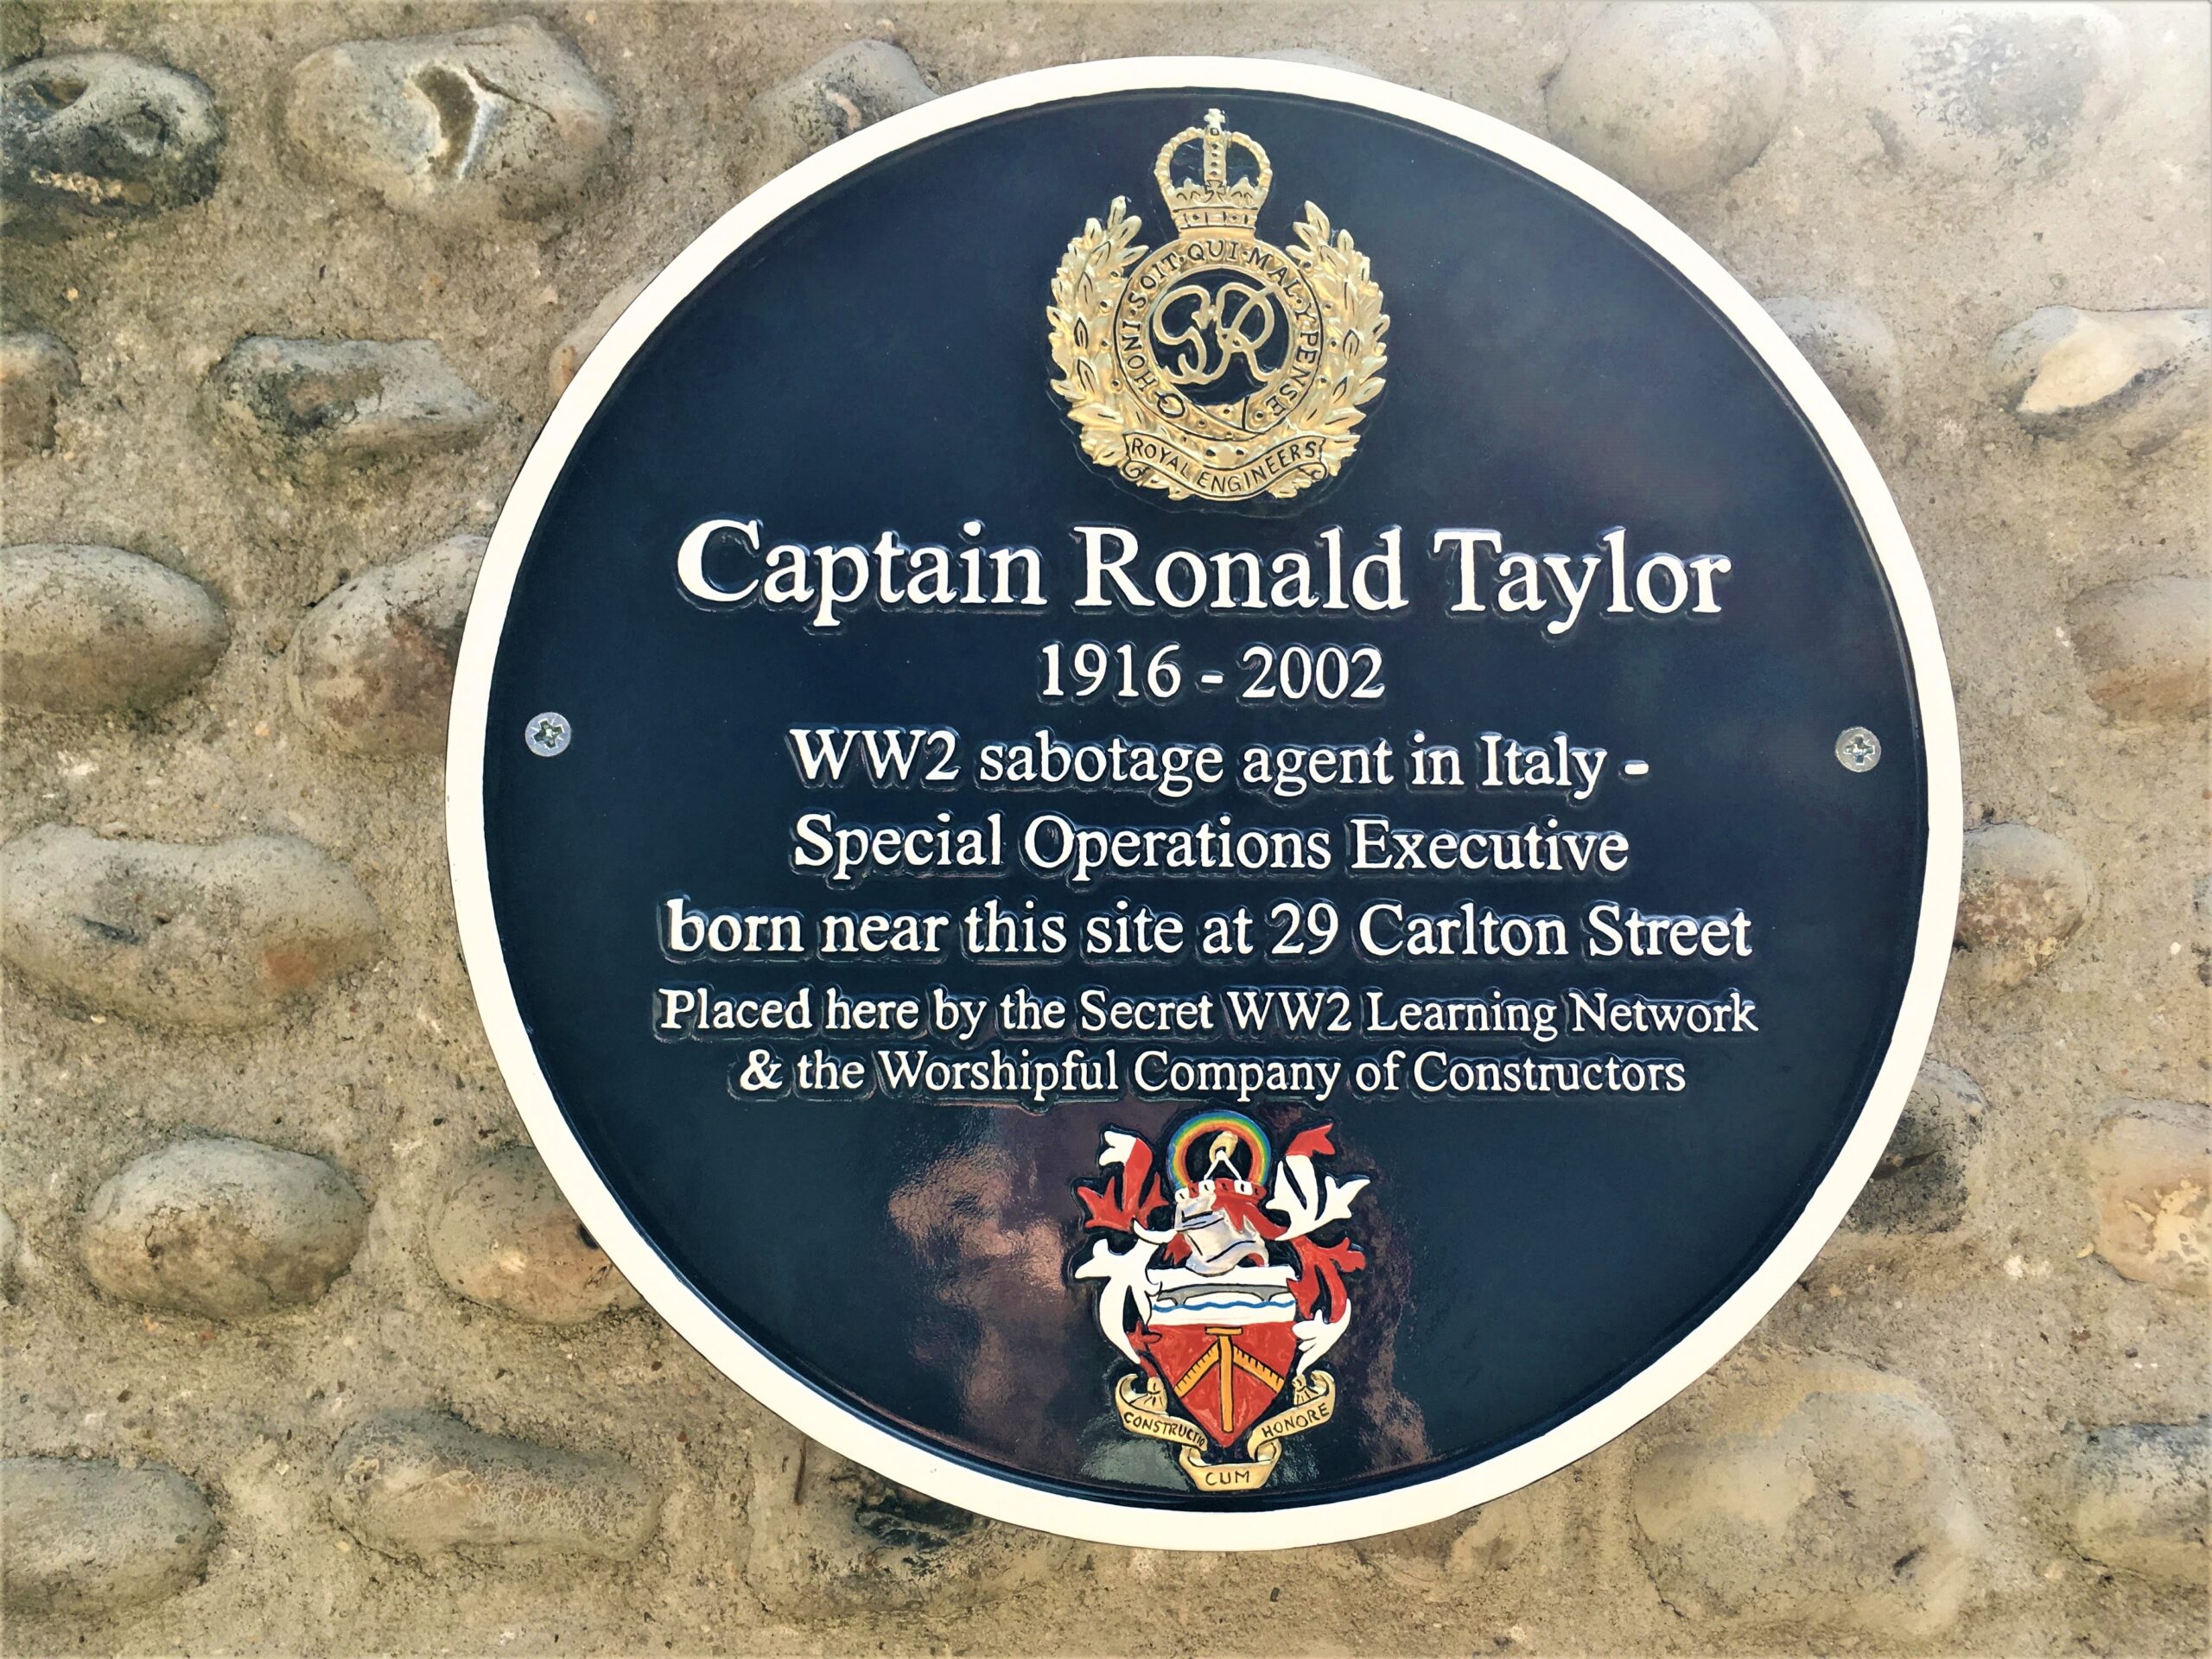 HONI·SOIT·QUI·MAL·Y·PENSE
GR
ROYAL ENGINEERS
Captain Ronald Taylor
1916 - 2002
WW2 sabotage agent in Italy -
Special Operations Executive
born near this site at 29 Carlton Street
Placed here by the Secret WW2 Learning Network
& the Worshipful Company of Constructors
CONSTRUCTIO
CUM
HONORE